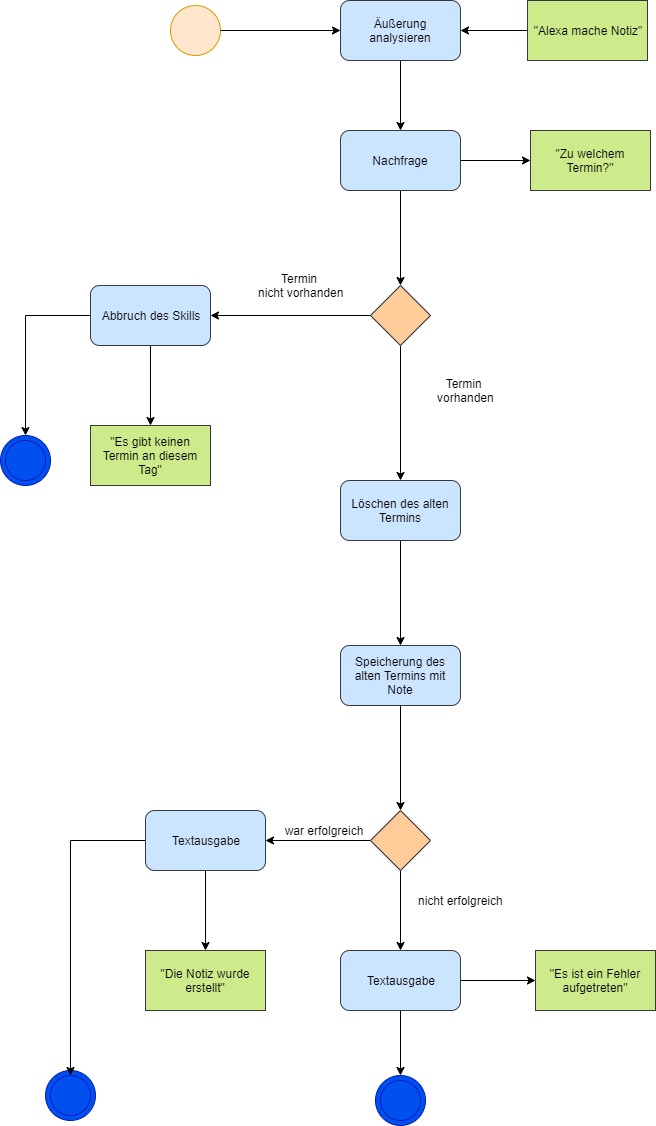 Äußerung
analysieren
"Alexa mache Notiz"
Nachfrage
"Zu welchem
Termin?"
Termin
nicht vorhanden
Abbruch des Skills
Termin
vorhanden
"Es gibt keinen
Termin an diesem
Tag"
Löschen des alten
Termins
Speicherung des
alten Termins mit
Note
Textausgabe
war erfolgreich
nicht erfolgreich
"Die Notiz wurde
erstellt"
Textausgabe
"Es ist ein Fehler
aufgetreten"